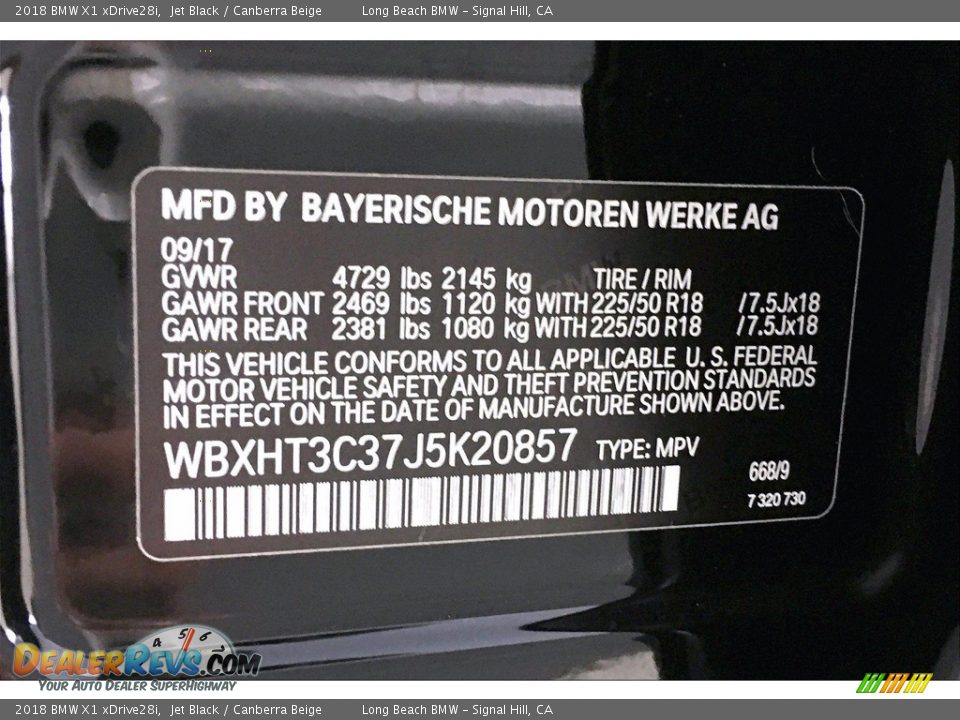 2018 BMW X1 xDrive28i, Jet Black / Canberra Beige Long Beach BMW - Signal Hill, CA
MFD BY BAYERISCHE MOTOREN WERKE AG
09/17
GVWR 4729 lbs 2145 kg TIRE / RIM
GAWR FRONT 2469 lbs 1120 kg WITH 225/50 R18 /7.5Jx18
GAWR REAR 2381 lbs 1080 kg WITH 225/50 R18 /7.5Jx18
THIS VEHICLE CONFORMS TO ALL APPLICABLE U. S. FEDERAL
MOTOR VEHICLE SAFETY AND THEFT PREVENTION STANDARDS
IN EFFECT ON THE DATE OF MANUFACTURE SHOWN ABOVE.
WBXHT3C37J5K20857 TYPE: MPV
668/9
7 320 730
4 5 6
DEALERREVS.COM
YOUR AUTO DEALER SUPERHIGHWAY
2018 BMW X1 xDrive28i, Jet Black / Canberra Beige Long Beach BMW - Signal Hill, CA